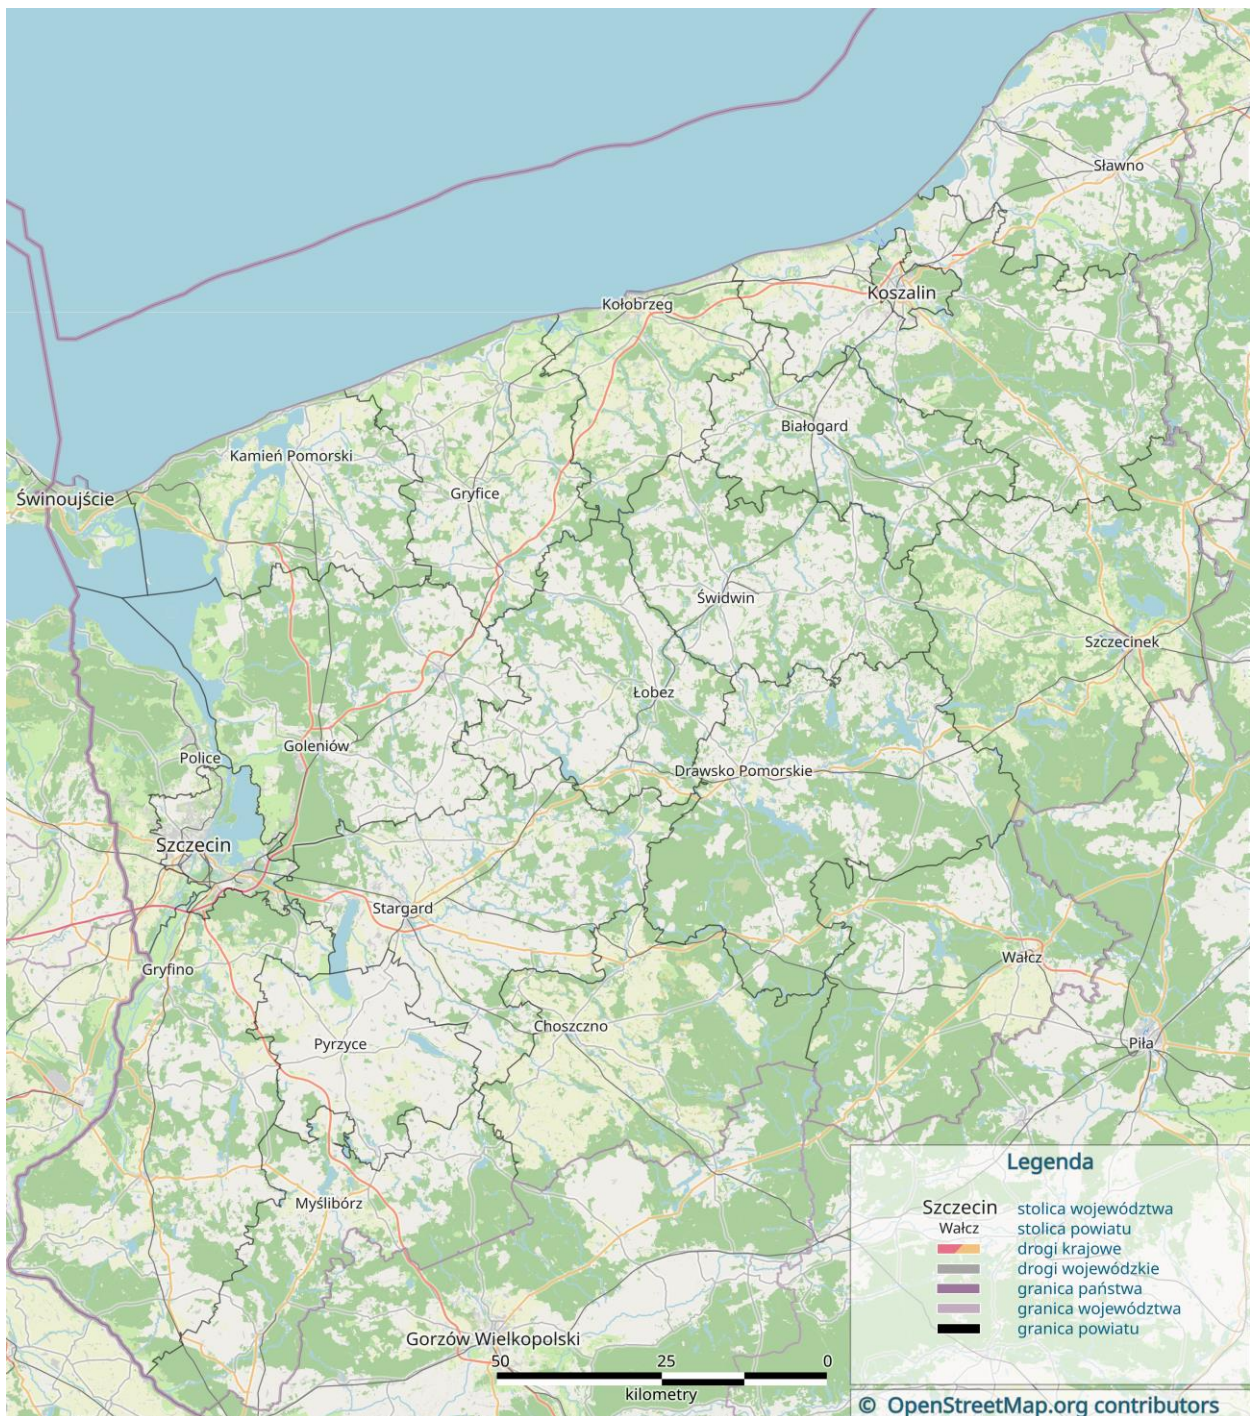 Sławno
Koszalin
Kołobrzeg
Białogard
Kamień Pomorski
Gryfice
Świnoujście
Świdwin
Szczecinek
Łobez
Goleniów
Police
Drawsko Pomorskie
Szczecin
Stargard
Wałcz
Gryfino
Choszczno
Pyrzyce
Piła
Myślibórz
Gorzów Wielkopolski
50 25 0
kilometry
Legenda
Szczecin stolica województwa
Wałcz stolica powiatu
drogi krajowe
drogi wojewódzkie
granica państwa
granica województwa
granica powiatu
© OpenStreetMap.org contributors